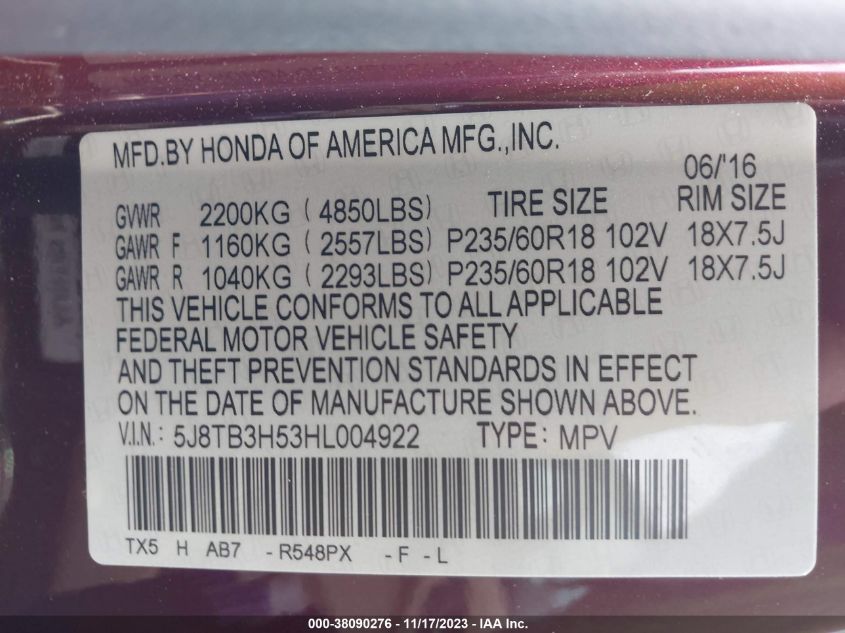 MFD.BY HONDA OF AMERICA MFG.,INC.
06/'16
GVWR 2200KG ( 4850LBS) TIRE SIZE RIM SIZE
GAWR F 1160KG ( 2557LBS) P235/60R18 102V 18X7.5J
GAWR R 1040KG ( 2293LBS) P235/60R18 102V 18X7.5J
THIS VEHICLE CONFORMS TO ALL APPLICABLE
FEDERAL MOTOR VEHICLE SAFETY
AND THEFT PREVENTION STANDARDS IN EFFECT
ON THE DATE OF MANUFACTURE SHOWN ABOVE.
V.I.N.: 5J8TB3H53HL004922 TYPE: MPV
TX5 H AB7 - R548PX - F - L
000-38090276 - 11/17/2023 - IAA Inc.